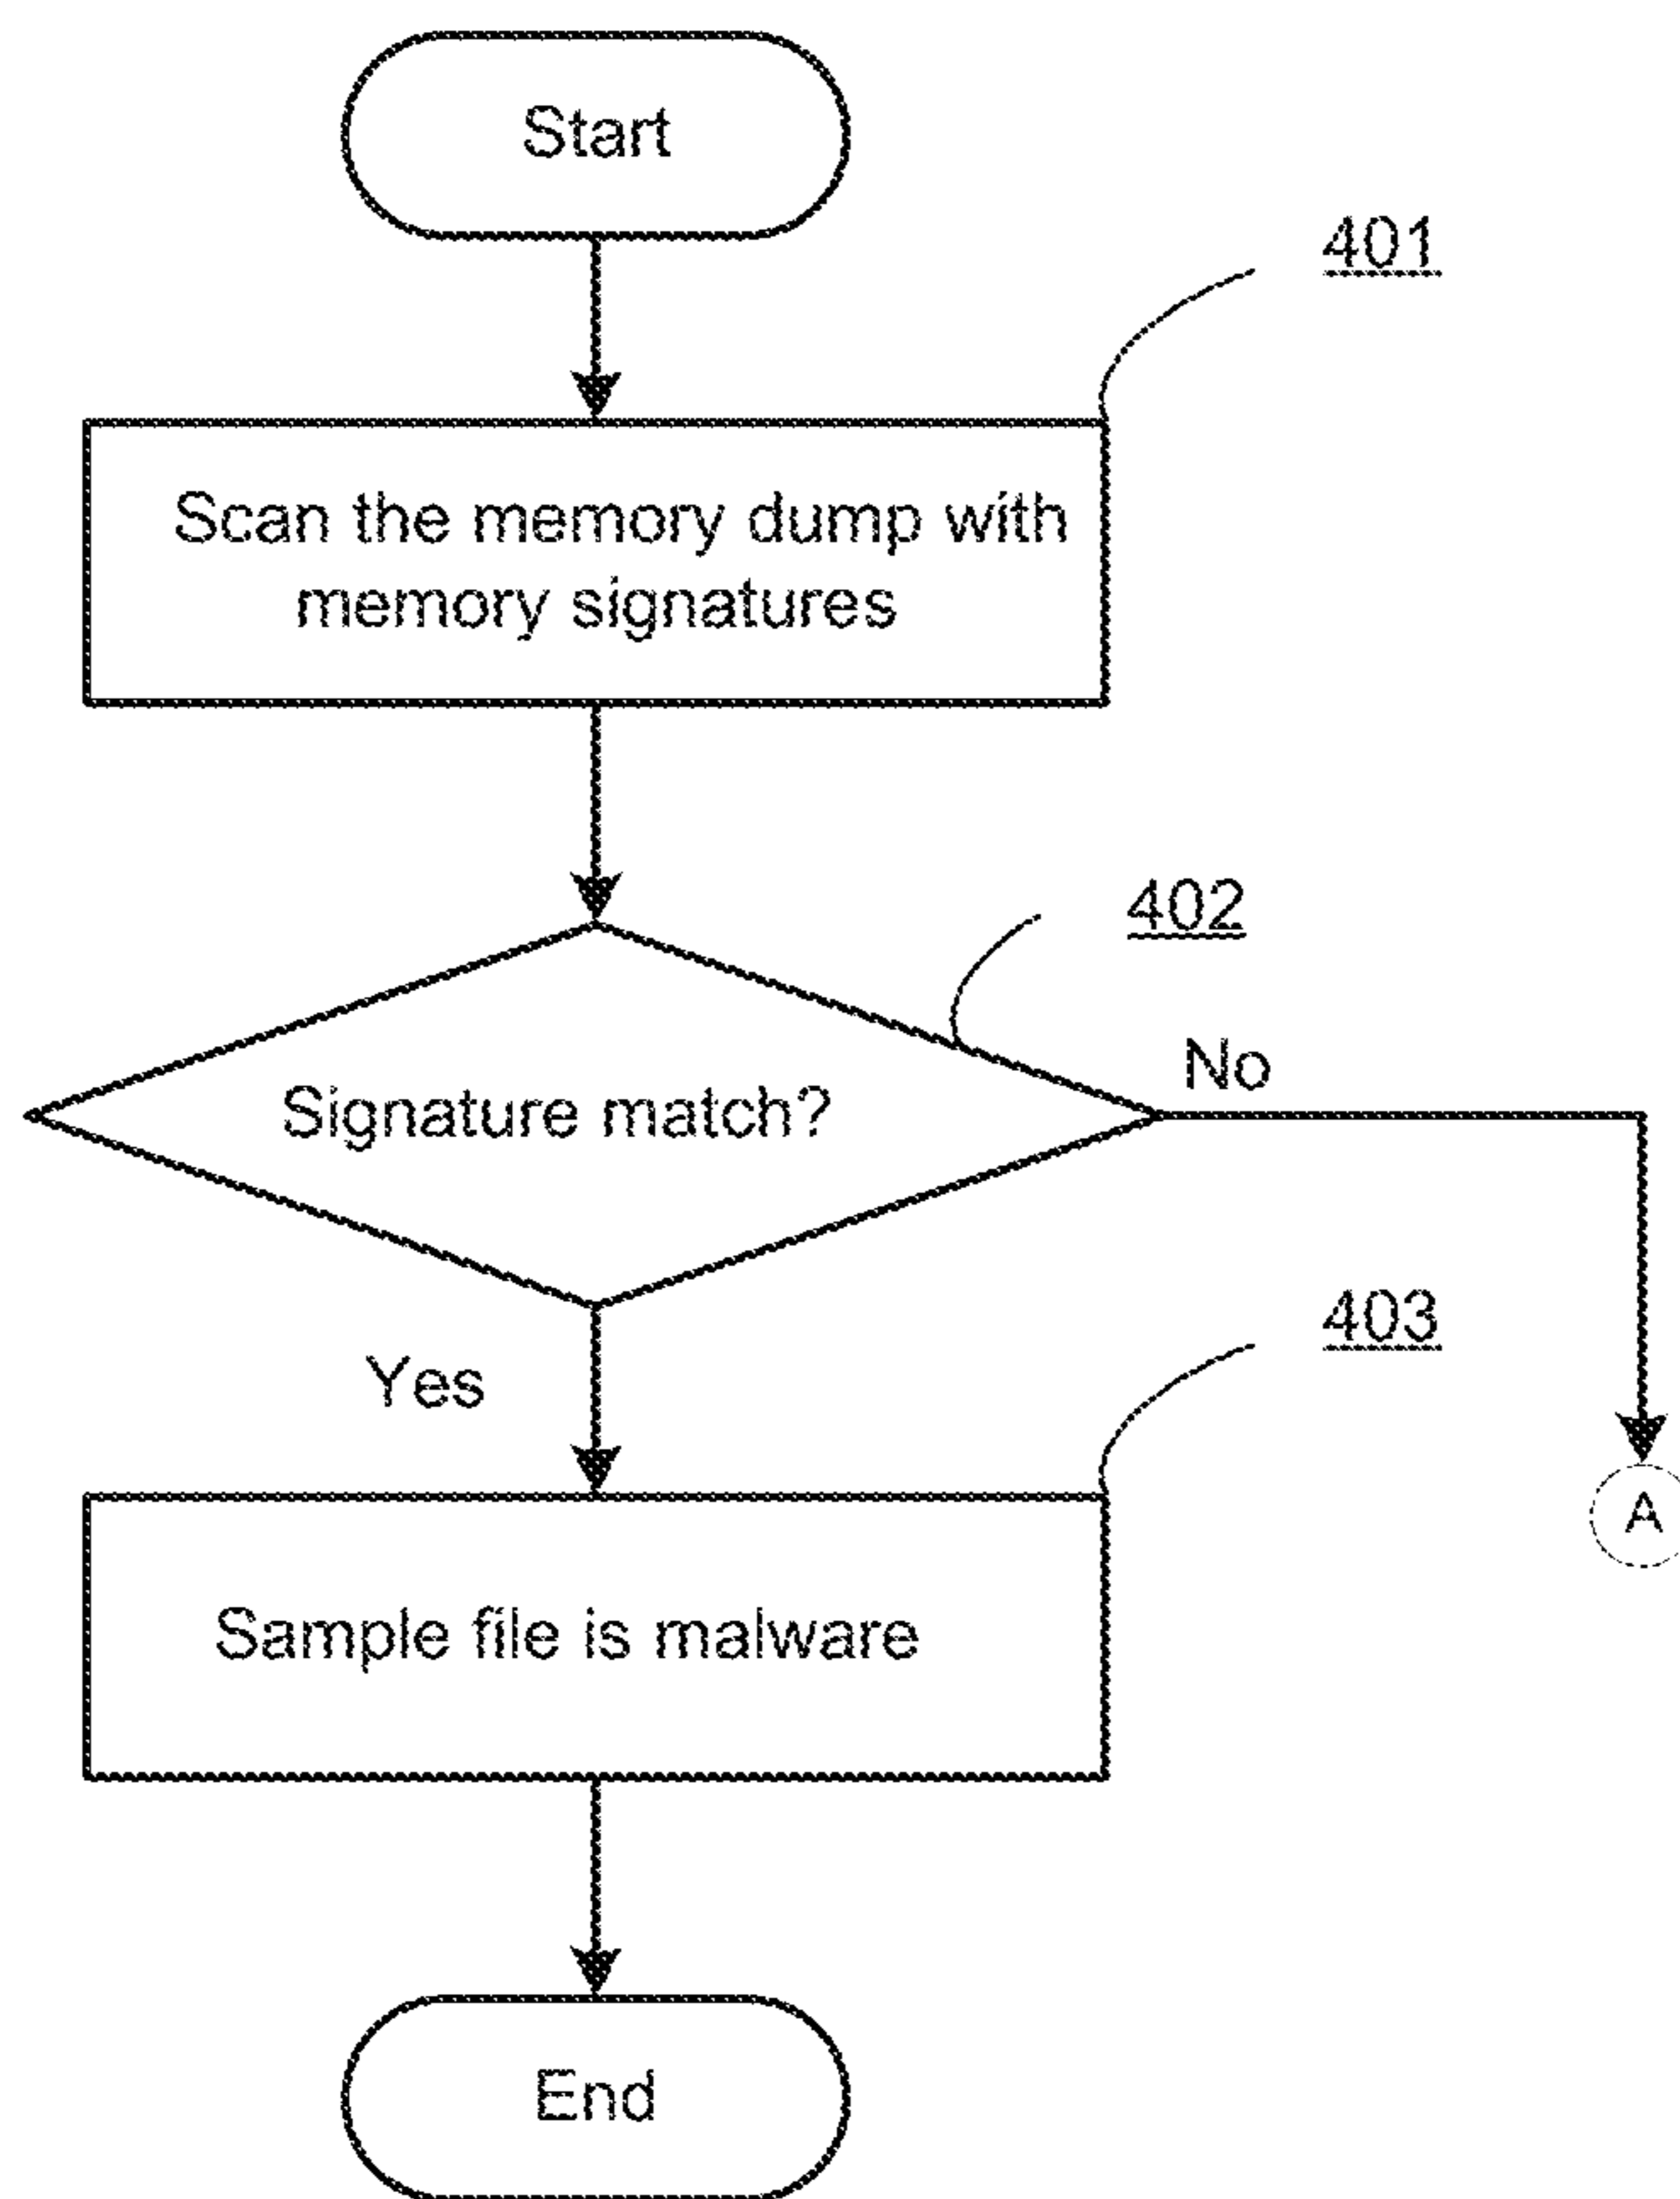 Start
401
Scan the memory dump with
memory signatures
402
No
Signature match?
403
Yes
A
Sample file is malware
End